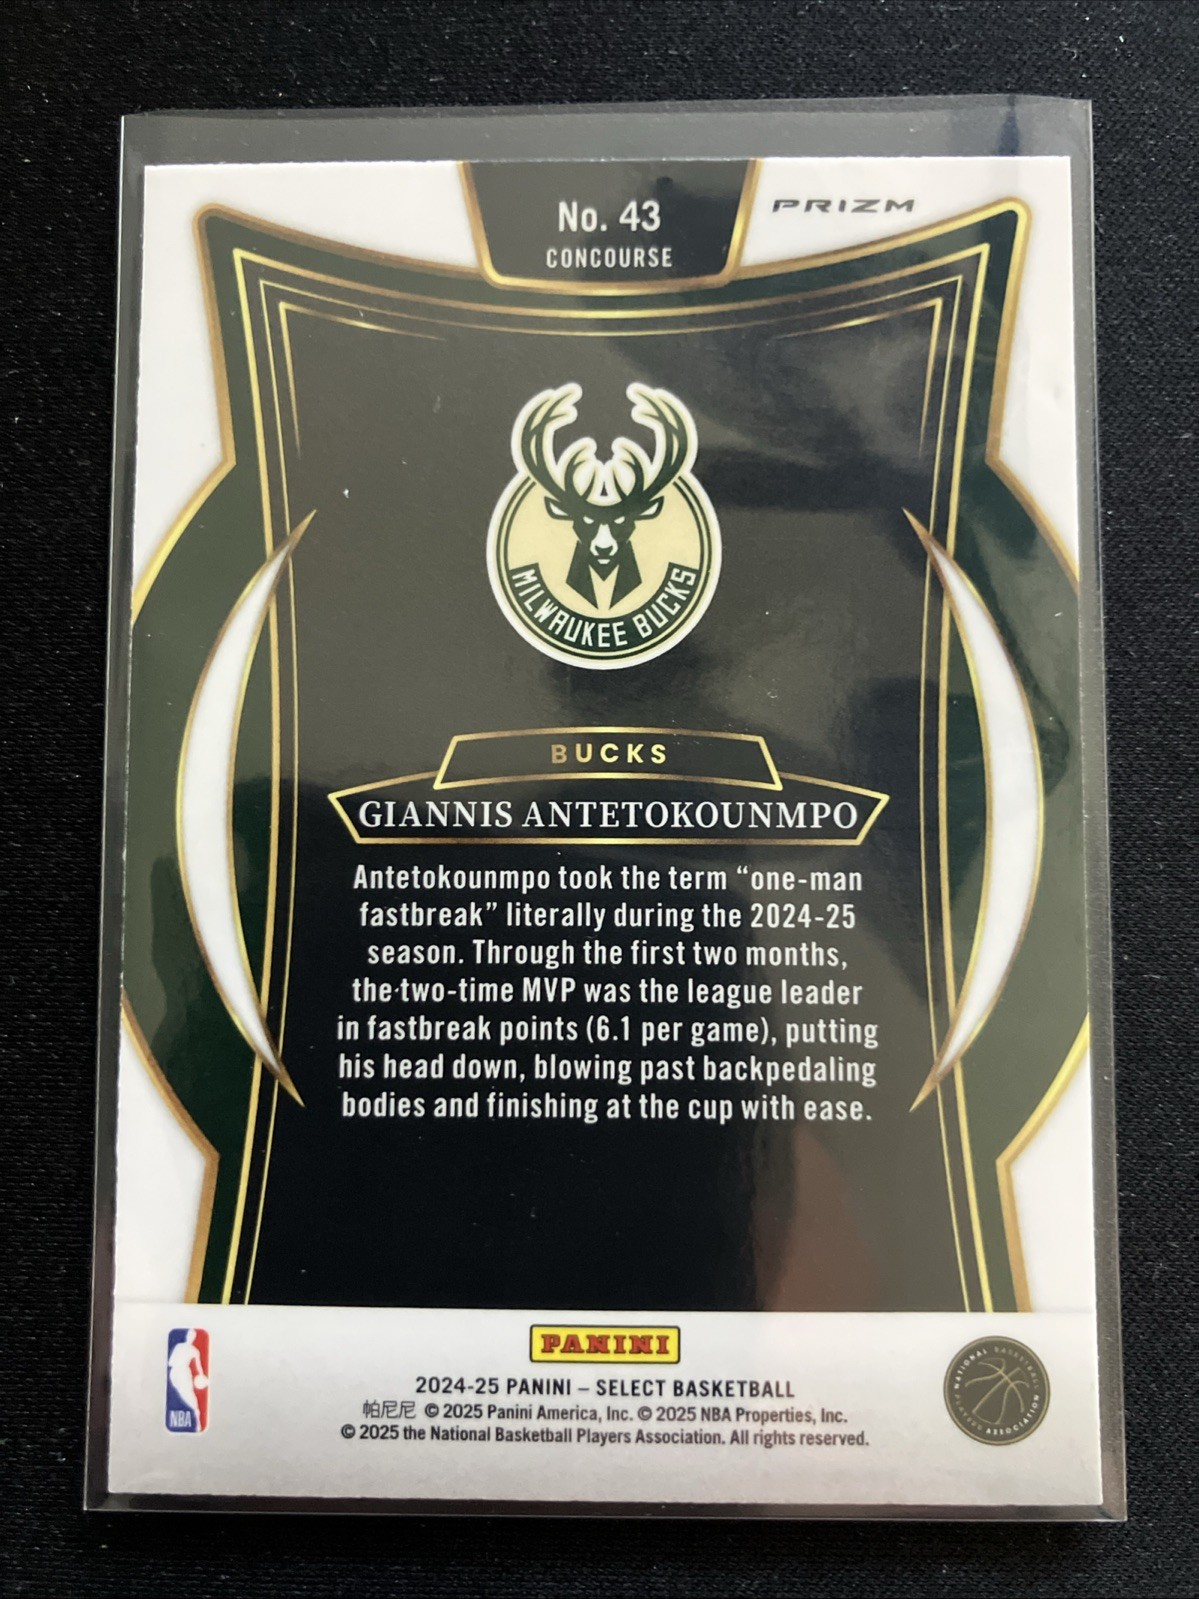 No. 43
CONCOURSE
PRIZM
MILWAUKEE BUCKS
BUCKS
GIANNIS ANTETOKOUNMPO
Antetokounmpo took the term “one-man
fastbreak” literally during the 2024-25
season. Through the first two months,
the two-time MVP was the league leader
in fastbreak points (6.1 per game), putting
his head down, blowing past backpedaling
bodies and finishing at the cup with ease.
PANINI
2024-25 PANINI – SELECT BASKETBALL
帕尼尼 © 2025 Panini America, Inc. © 2025 NBA Properties, Inc.
© 2025 the National Basketball Players Association. All rights reserved.
NBA
NATIONAL BASKETBALL PLAYERS ASSOCIATION